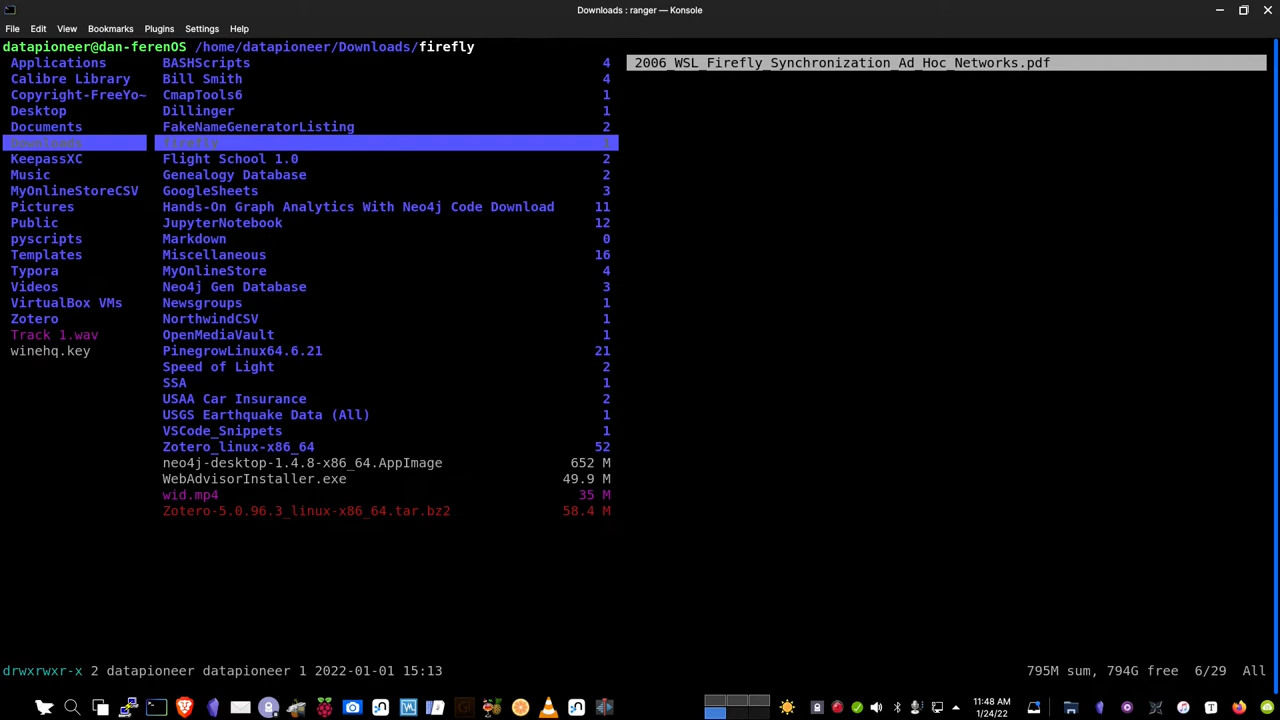 Downloads : ranger — Konsole
File Edit View Bookmarks Plugins Settings Help
datapioneer@dan-ferenOS /home/datapioneer/Downloads/firefly
Applications BASHScripts 4 2006_WSL_Firefly_Synchronization_Ad_Hoc_Networks.pdf
Calibre Library Bill Smith 4
Copyright-FreeYo~ CmapTools6 1
Desktop Dillinger 1
Documents FakeNameGeneratorListing 2
Downloads firefly 1
KeepassXC Flight School 1.0 2
Music Genealogy Database 2
MyOnlineStoreCSV GoogleSheets 3
Pictures Hands-On Graph Analytics With Neo4j Code Download 11
Public JupyterNotebook 12
pyscripts Markdown 0
Templates Miscellaneous 16
Typora MyOnlineStore 4
Videos Neo4j Gen Database 3
VirtualBox VMs Newsgroups 1
Zotero NorthwindCSV 1
Track 1.wav OpenMediaVault 1
winehq.key PinegrowLinux64.6.21 21
Speed of Light 2
SSA 1
USAA Car Insurance 2
USGS Earthquake Data (All) 1
VSCode_Snippets 1
Zotero_linux-x86_64 52
neo4j-desktop-1.4.8-x86_64.AppImage 652 M
WebAdvisorInstaller.exe 49.9 M
wid.mp4 35 M
Zotero-5.0.96.3_linux-x86_64.tar.bz2 58.4 M
drwxrwxr-x 2 datapioneer datapioneer 1 2022-01-01 15:13 795M sum, 794G free 6/29 All
11:48 AM
1/24/22